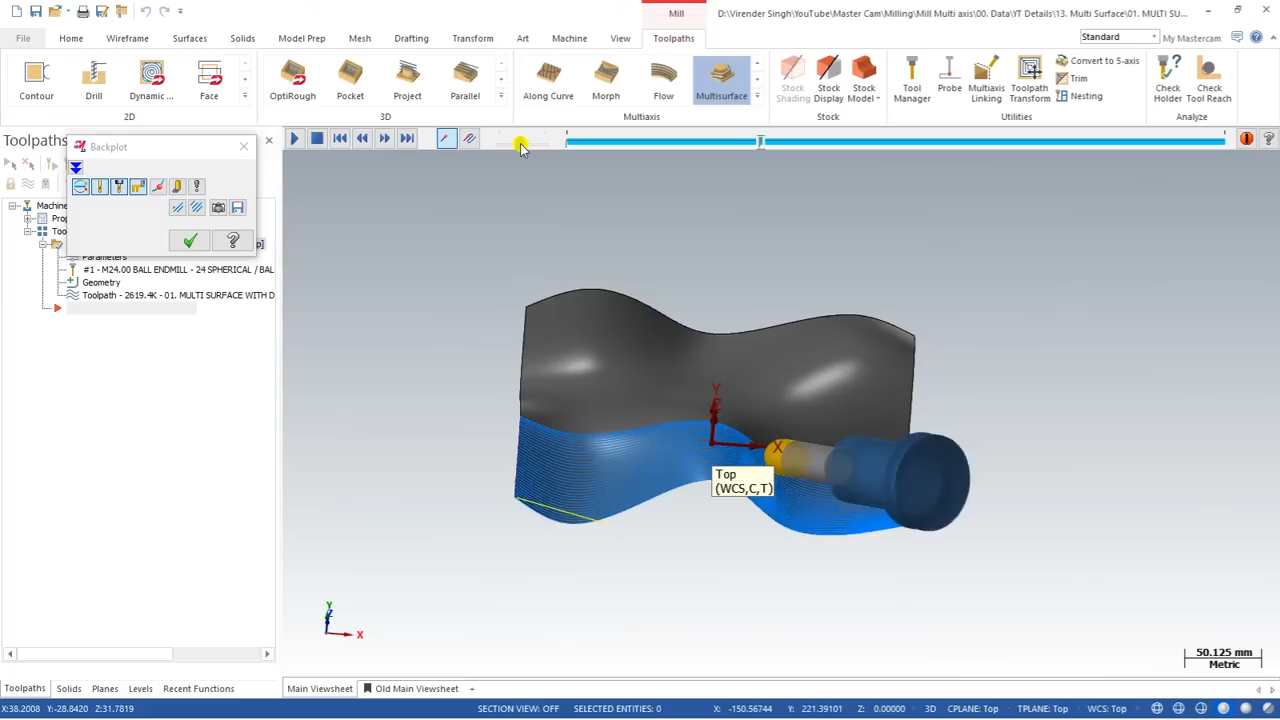 Mill
D:\Virender Singh\YouTube\Master Cam\Milling\Mill Multi axis\00. Data\YT Details\13. Multi Surface\01. MULTI SU...
File
Home
Wireframe
Surfaces
Solids
Model Prep
Mesh
Drafting
Transform
Art
Machine
View
Toolpaths
Standard
My Mastercam
Contour
Drill
Dynamic ...
Face
OptiRough
Pocket
Project
Parallel
Along Curve
Morph
Flow
Multisurface
Stock Shading
Stock Display
Stock Model
Tool Manager
Probe
Multiaxis Linking
Toolpath Transform
Convert to 5-axis
Trim
Nesting
Check Holder
Check Tool Reach
2D
3D
Multiaxis
Stock
Utilities
Analyze
Toolpaths
Backplot
Machine
Prop
Too
p]
Parameters
#1 - M24.00 BALL ENDMILL - 24 SPHERICAL / BAL
Geometry
Toolpath - 2619.4K - 01. MULTI SURFACE WITH D
Y
Z
X
Top
(WCS,C,T)
Y
Z
X
50.125 mm
Metric
Toolpaths
Solids
Planes
Levels
Recent Functions
Main Viewsheet
Old Main Viewsheet
+
X:38.2008 Y:-28.8420 Z:31.7819
SECTION VIEW: OFF
SELECTED ENTITIES: 0
X: -150.56744
Y: 221.39101
Z: 0.00000
3D
CPLANE: Top
TPLANE: Top
WCS: Top